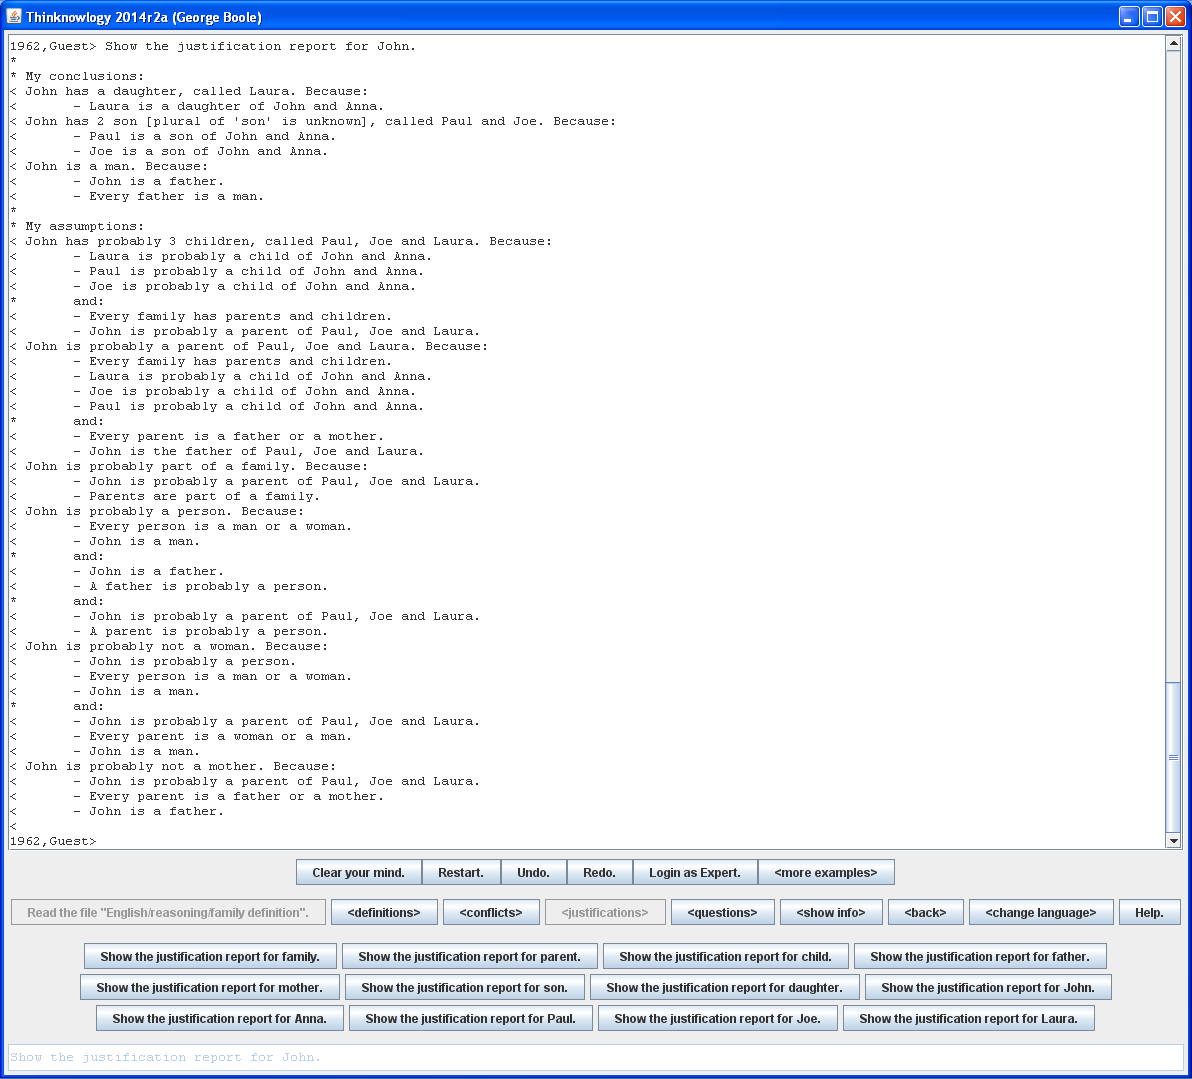 Thinknowlogy 2014r2a (George Boole)
1962,Guest> Show the justification report for John.
*
* My conclusions:
< John has a daughter, called Laura. Because:
<       - Laura is a daughter of John and Anna.
< John has 2 son [plural of 'son' is unknown], called Paul and Joe. Because:
<       - Paul is a son of John and Anna.
<       - Joe is a son of John and Anna.
< John is a man. Because:
<       - John is a father.
<       - Every father is a man.
*
* My assumptions:
< John has probably 3 children, called Paul, Joe and Laura. Because:
<       - Laura is probably a child of John and Anna.
<       - Paul is probably a child of John and Anna.
<       - Joe is probably a child of John and Anna.
*       and:
<       - Every family has parents and children.
<       - John is probably a parent of Paul, Joe and Laura.
< John is probably a parent of Paul, Joe and Laura. Because:
<       - Every family has parents and children.
<       - Laura is probably a child of John and Anna.
<       - Joe is probably a child of John and Anna.
<       - Paul is probably a child of John and Anna.
*       and:
<       - Every parent is a father or a mother.
<       - John is the father of Paul, Joe and Laura.
< John is probably part of a family. Because:
<       - John is probably a parent of Paul, Joe and Laura.
<       - Parents are part of a family.
< John is probably a person. Because:
<       - Every person is a man or a woman.
<       - John is a man.
*       and:
<       - John is a father.
<       - A father is probably a person.
*       and:
<       - John is probably a parent of Paul, Joe and Laura.
<       - A parent is probably a person.
< John is probably not a woman. Because:
<       - John is probably a person.
<       - Every person is a man or a woman.
<       - John is a man.
*       and:
<       - John is probably a parent of Paul, Joe and Laura.
<       - Every parent is a woman or a man.
<       - John is a man.
< John is probably not a mother. Because:
<       - John is probably a parent of Paul, Joe and Laura.
<       - Every parent is a father or a mother.
<       - John is a father.
<
1962,Guest>
Clear your mind. Restart. Undo. Redo. Login as Expert. <more examples>
Read the file "English/reasoning/family definition". <definitions> <conflicts> <justifications> <questions> <show info> <back> <change language> Help.
Show the justification report for family. Show the justification report for parent. Show the justification report for child. Show the justification report for father.
Show the justification report for mother. Show the justification report for son. Show the justification report for daughter. Show the justification report for John.
Show the justification report for Anna. Show the justification report for Paul. Show the justification report for Joe. Show the justification report for Laura.
Show the justification report for John.